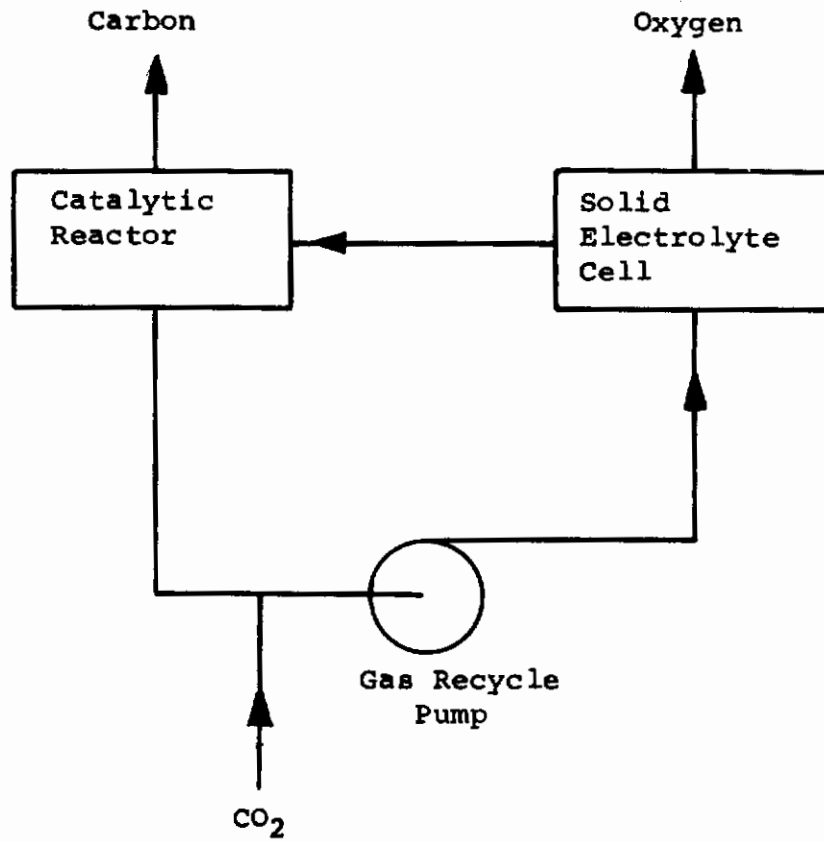 Carbon
Oxygen
Catalytic
Reactor
Solid
Electrolyte
Cell
Gas Recycle
Pump
CO₂